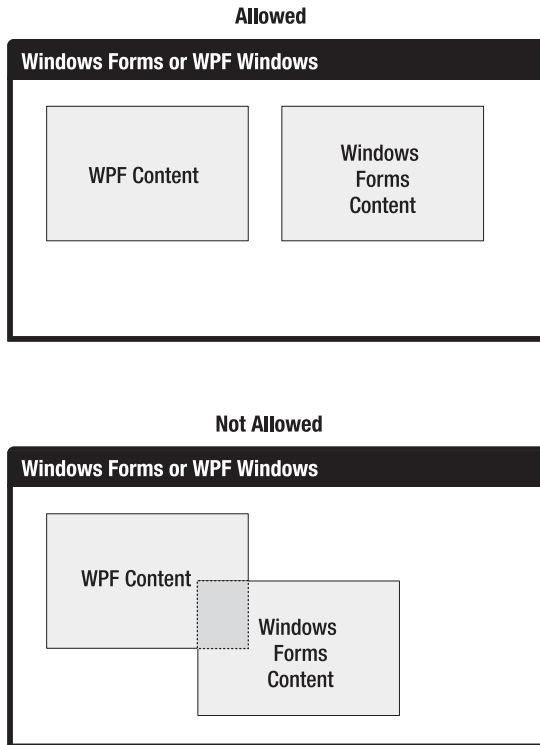 Allowed
Windows Forms or WPF Windows
WPF Content
Windows
Forms
Content
Not Allowed
Windows Forms or WPF Windows
WPF Content
Windows
Forms
Content